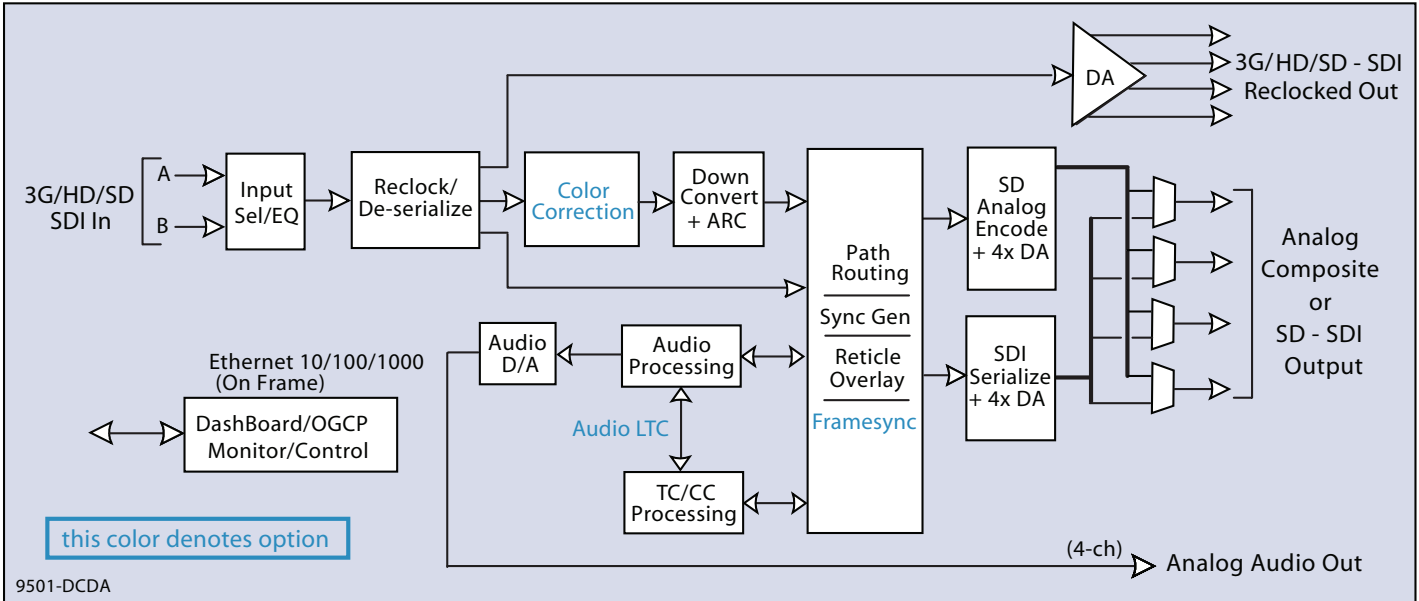 DA
3G/HD/SD - SDI
Reclocked Out
3G/HD/SD
SDI In
A
B
Input
Sel/EQ
Reclock/
De-serialize
Color
Correction
Down
Convert
+ ARC
Path
Routing
Sync Gen
Reticle
Overlay
Framesync
SD
Analog
Encode
+ 4x DA
SDI
Serialize
+ 4x DA
Analog
Composite
or
SD - SDI
Output
Audio
D/A
Audio
Processing
Audio LTC
TC/CC
Processing
Ethernet 10/100/1000
(On Frame)
DashBoard/OGCP
Monitor/Control
this color denotes option
(4-ch)
Analog Audio Out
9501-DCDA